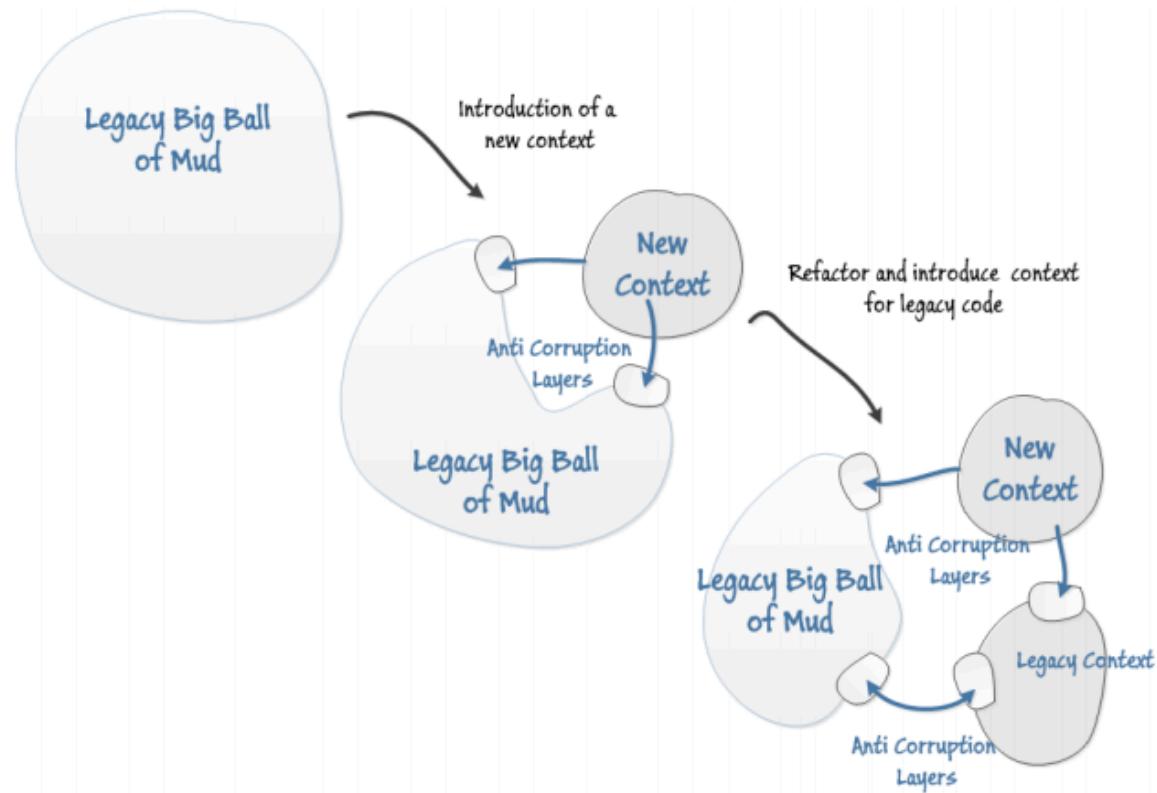 Legacy Big Ball
of Mud
Introduction of a
new context
New
Context
Anti Corruption
Layers
Legacy Big Ball
of Mud
Refactor and introduce context
for legacy code
New
Context
Anti Corruption
Layers
Legacy Big Ball
of Mud
Legacy Context
Anti Corruption
Layers